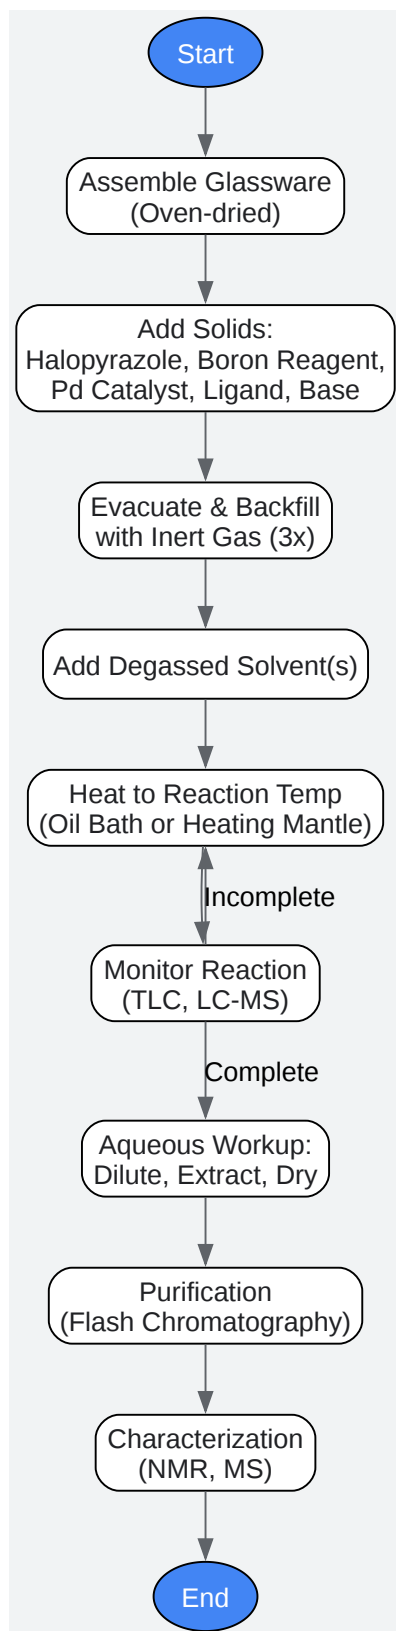 Start
Assemble Glassware
(Oven-dried)
Add Solids:
Halopyrazole, Boron Reagent,
Pd Catalyst, Ligand, Base
Evacuate & Backfill
with Inert Gas (3x)
Add Degassed Solvent(s)
Heat to Reaction Temp
(Oil Bath or Heating Mantle)
Incomplete
Monitor Reaction
(TLC, LC-MS)
Complete
Aqueous Workup:
Dilute, Extract, Dry
Purification
(Flash Chromatography)
Characterization
(NMR, MS)
End